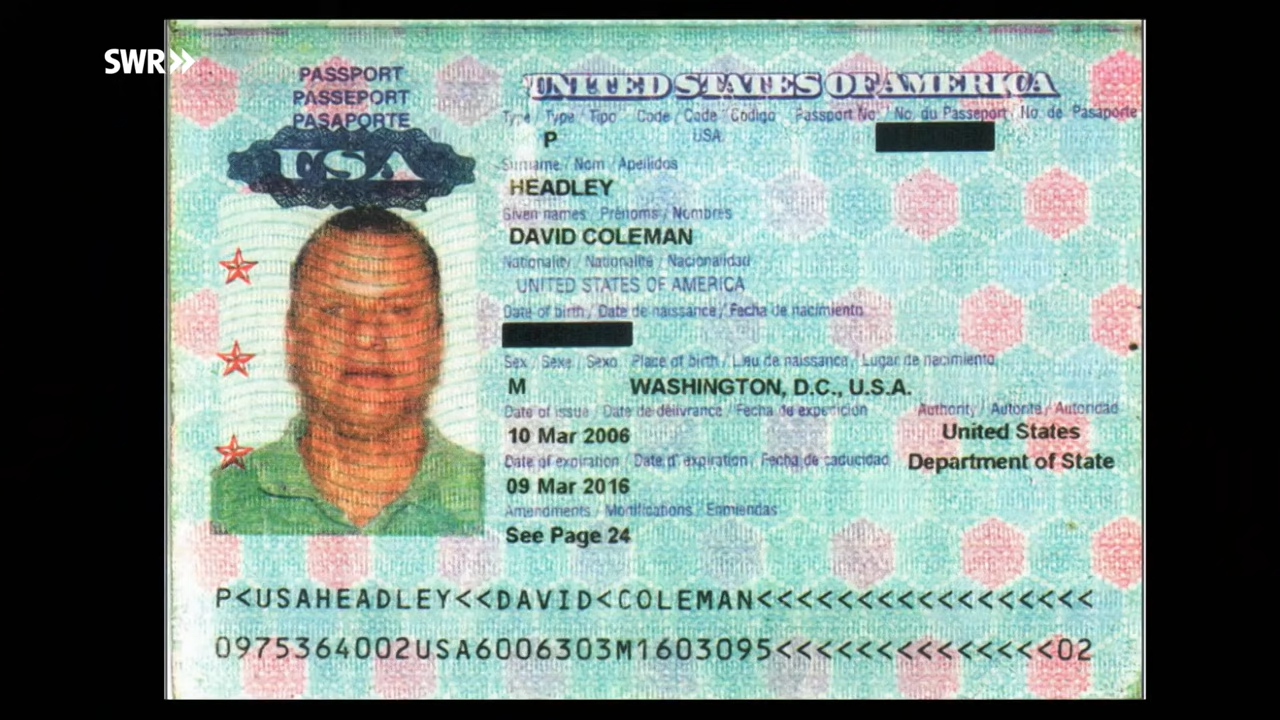 SWR»
PASSPORT
PASSEPORT
PASAPORTE
USA
UNITED STATES OF AMERICA
Type / Type / Tipo Code / Code / Código Passport No. / No. du Passeport / No. de Pasaporte
P USA
Surname / Nom / Apellidos
HEADLEY
Given names / Prénoms / Nombres
DAVID COLEMAN
Nationality / Nationalité / Nacionalidad
UNITED STATES OF AMERICA
Date of birth / Date de naissance / Fecha de nacimiento
Sex / Sexe / Sexo Place of birth / Lieu de naissance / Lugar de nacimiento
M WASHINGTON, D.C., U.S.A.
Date of issue / Date de délivrance / Fecha de expedición Authority / Autorité / Autoridad
10 Mar 2006 United States
Date of expiration / Date d'expiration / Fecha de caducidad Department of State
09 Mar 2016
Amendments / Modifications / Enmiendas
See Page 24
P<USAHEADLEY<<DAVID<COLEMAN<<<<<<<<<<<<<<<<<
0975364002USA6006303M1603095<<<<<<<<<<<<<<02